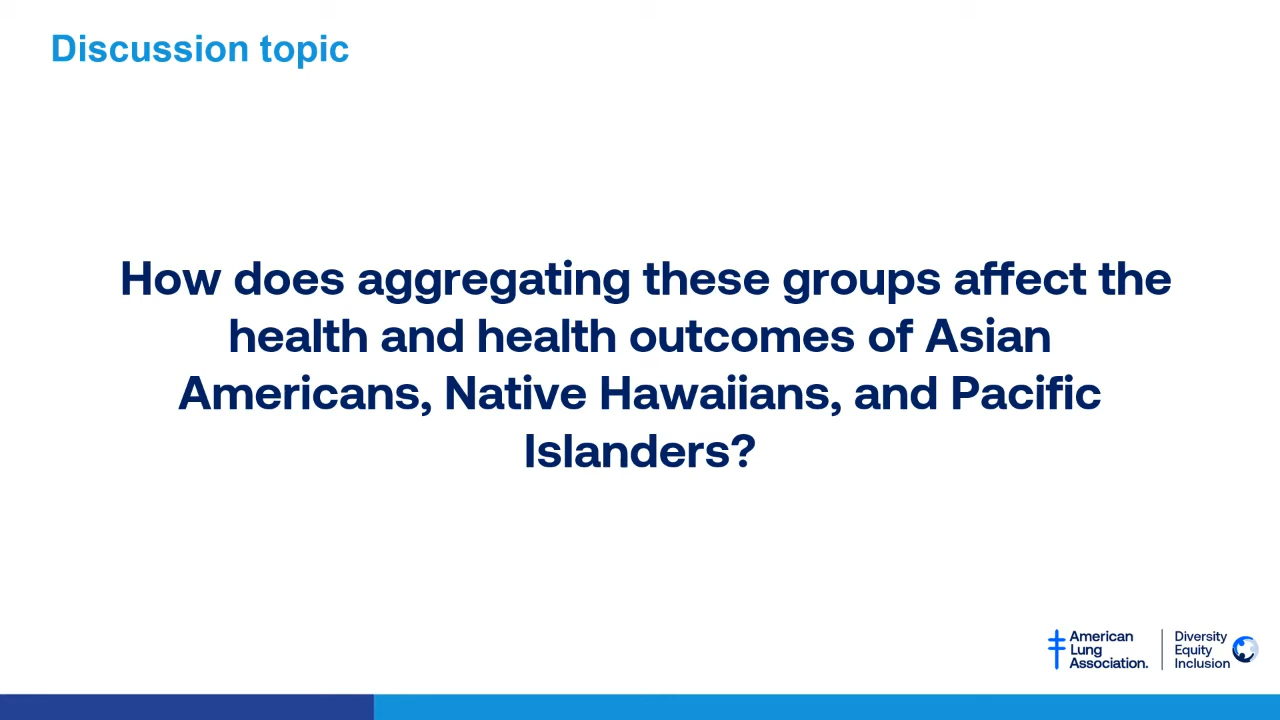 Discussion topic
How does aggregating these groups affect the
health and health outcomes of Asian
Americans, Native Hawaiians, and Pacific
Islanders?
American
Lung
Association.
Diversity
Equity
Inclusion